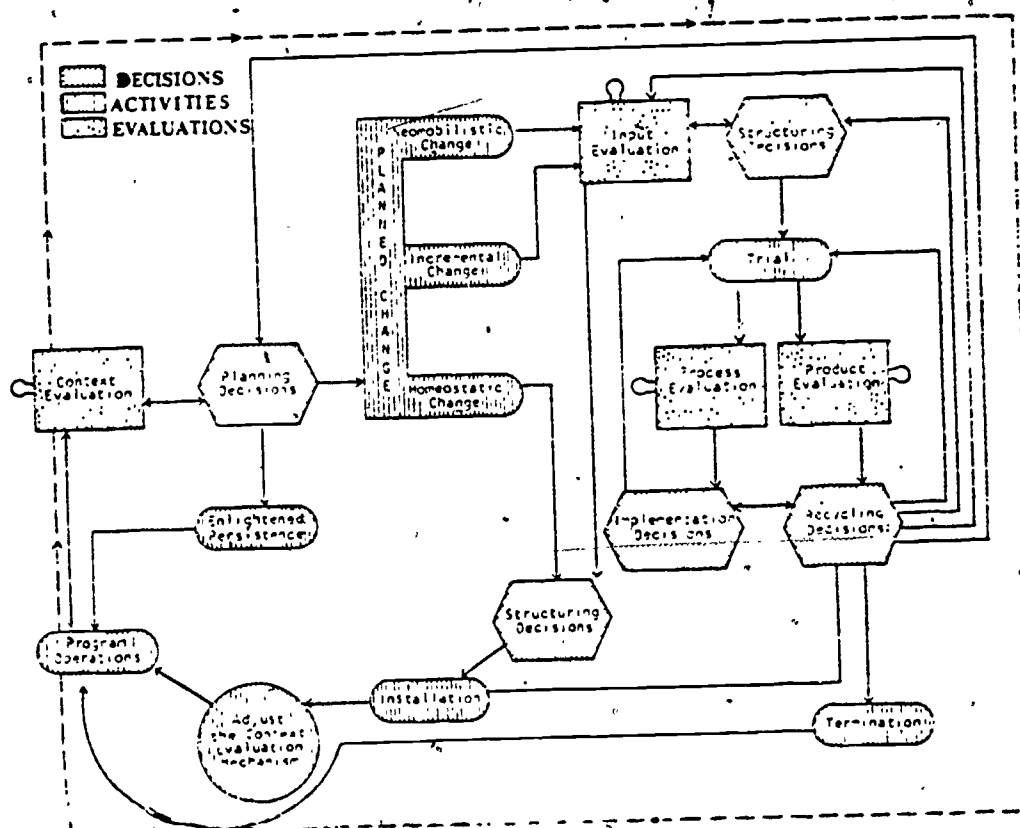 DECISIONS
ACTIVITIES
EVALUATIONS
PLANNED CHANGE
Neomobilistic
Change
Input
Evaluation
Structuring
Decisions
Incremental
Change
Trial
Context
Evaluation
Planning
Decisions
Homeostatic
Change
Process
Evaluation
Product
Evaluation
Enlightened
Persistence
Implementation
Decisions
Recycling
Decisions
Structuring
Decisions
Program
Operations
Installation
Adjust
the Context
Evaluation
Mechanism
Termination